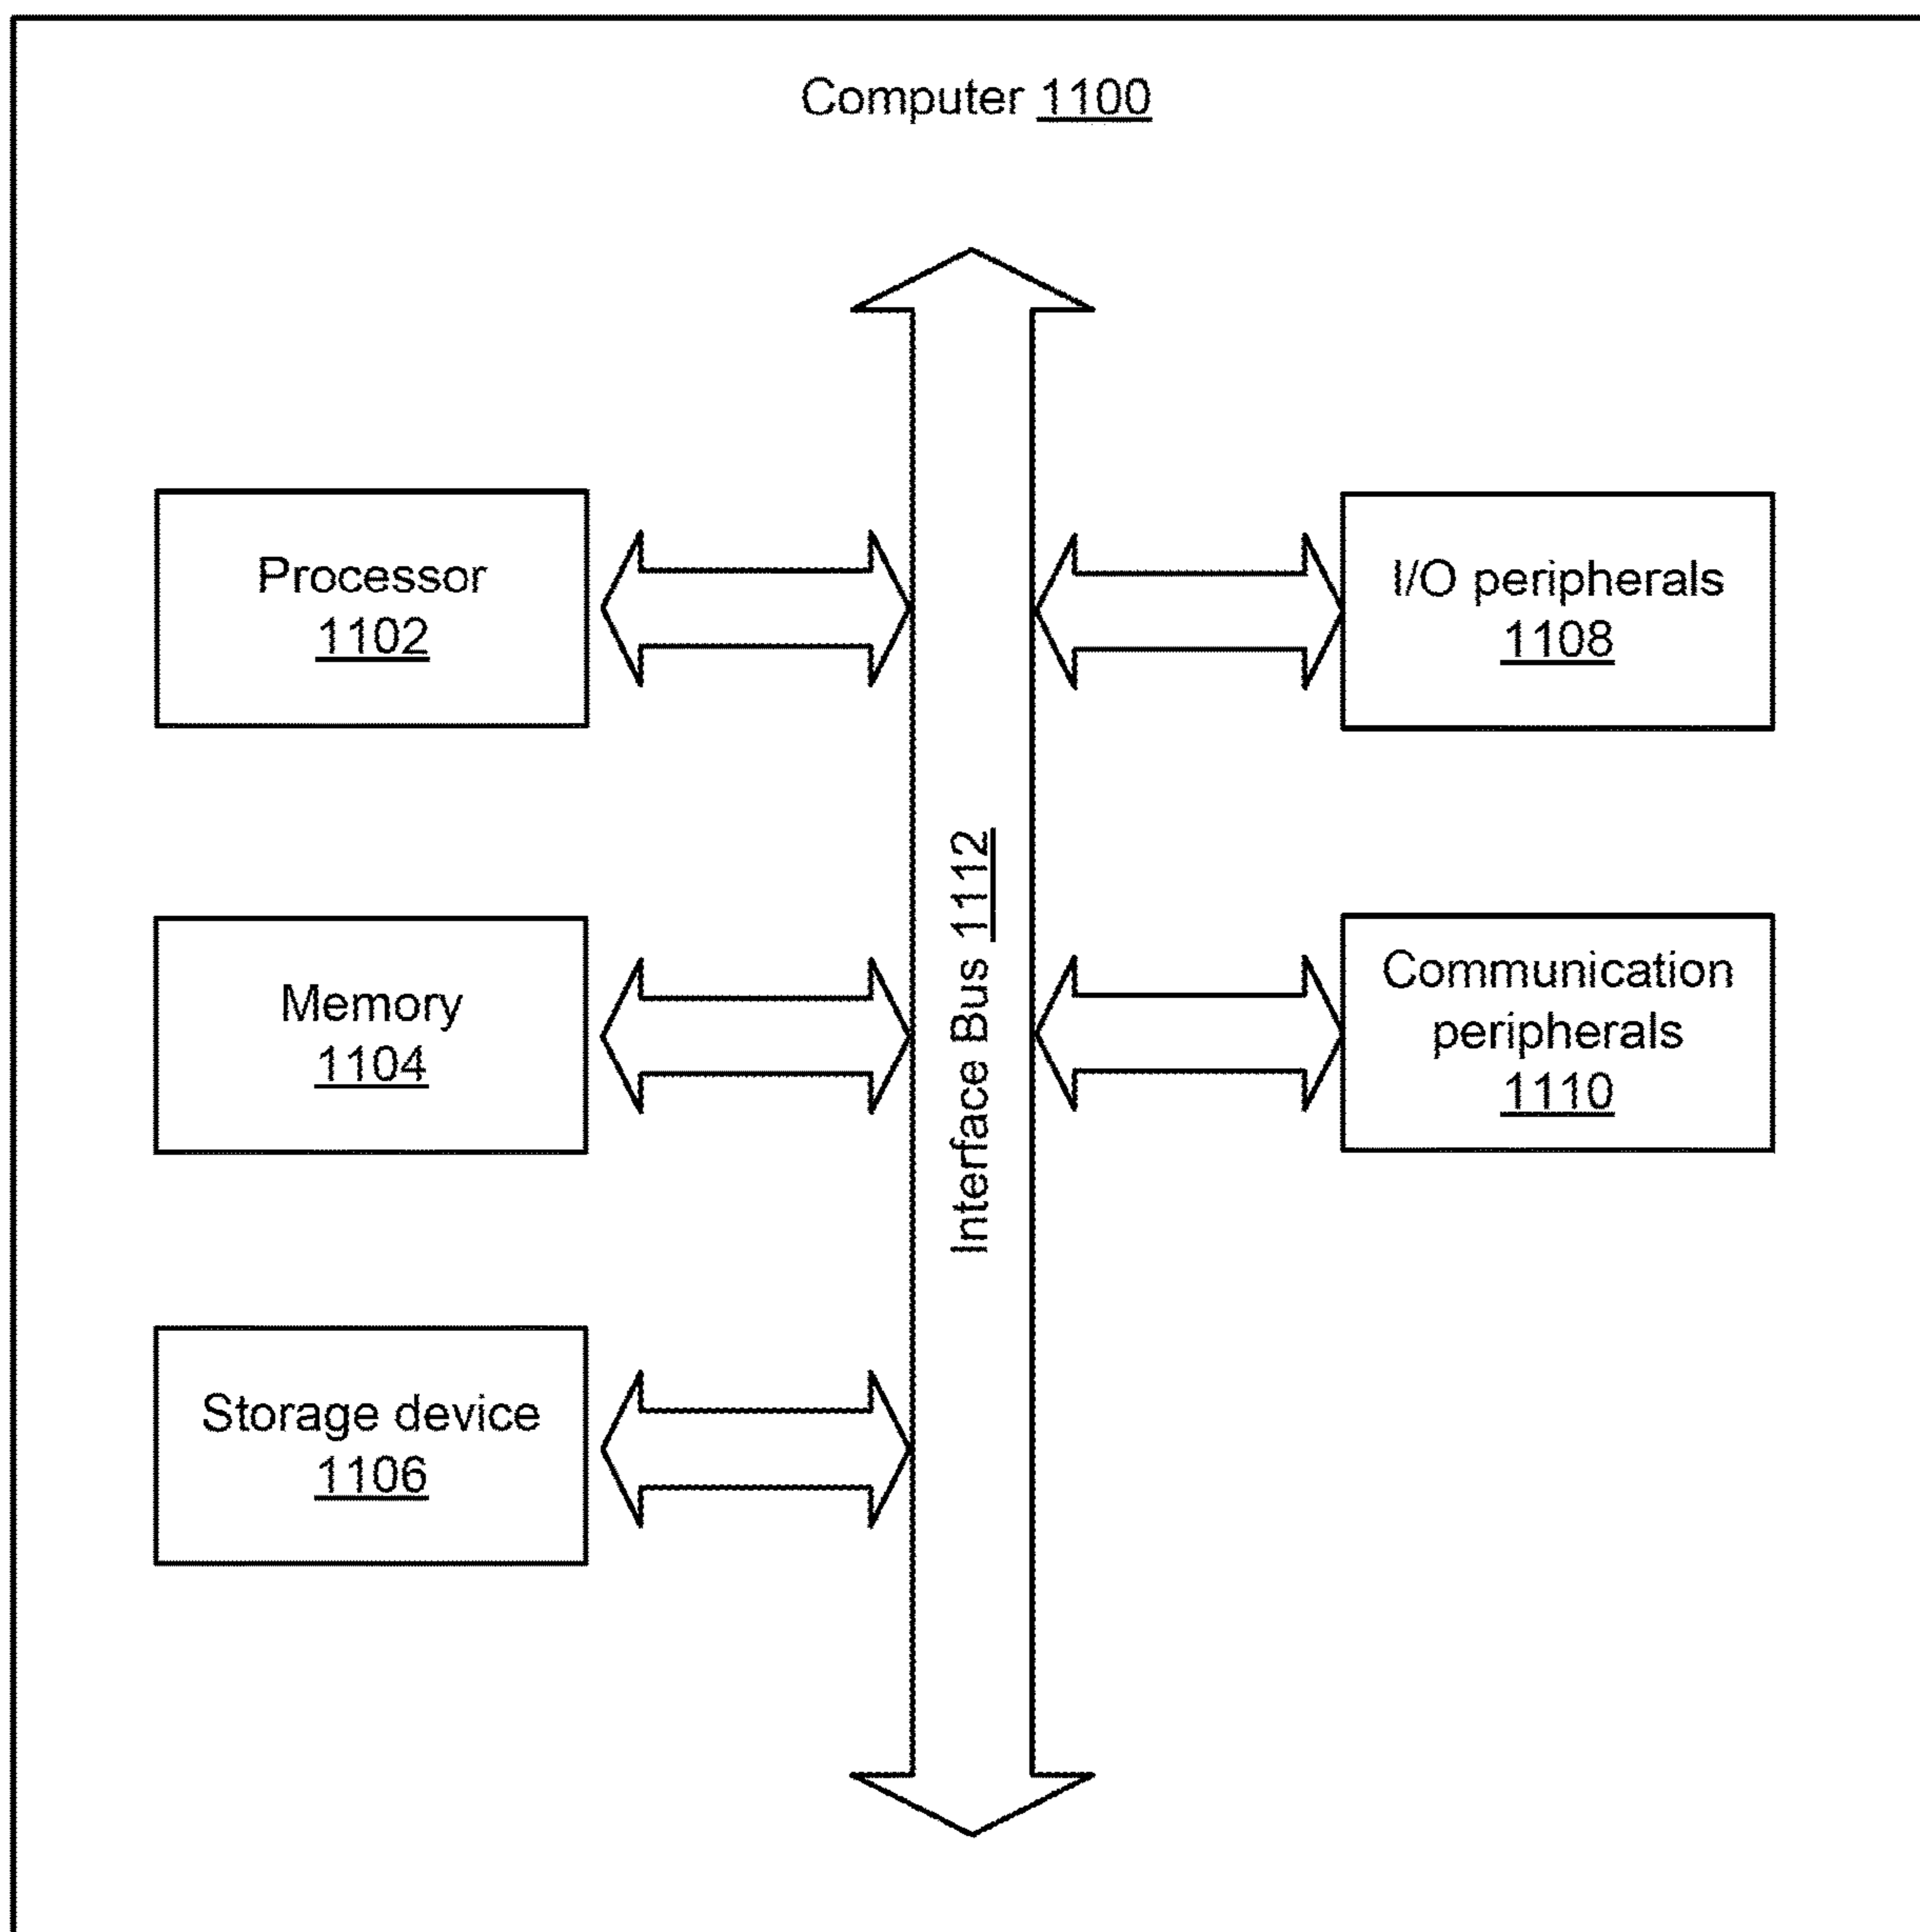 Computer 1100
Processor
1102
I/O peripherals
1108
Interface Bus 1112
Memory
1104
Communication
peripherals
1110
Storage device
1106